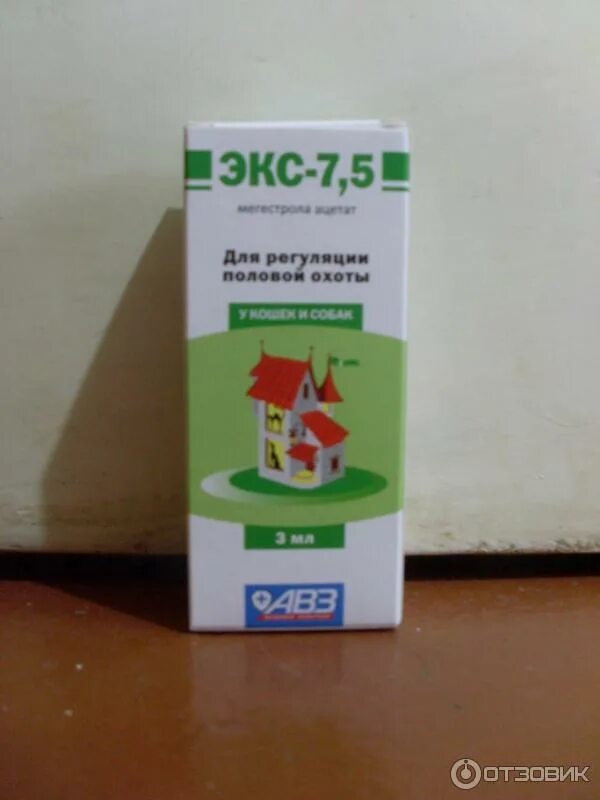 ЭКС-7,5
мегестрола ацетат
Для регуляции
половой охоты
У КОШЕК И СОБАК
3 мл
АВЗ
ОТЗОВИК